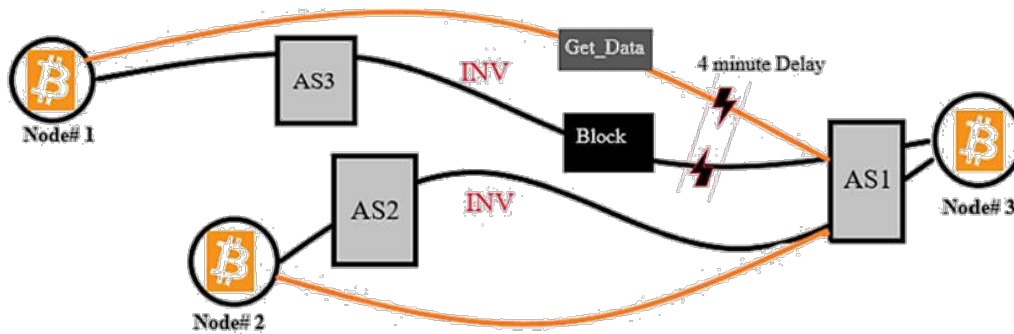 Get_Data
4 minute Delay
AS3
INV
Node# 1
Block
AS1
AS2
INV
Node# 3
Node# 2